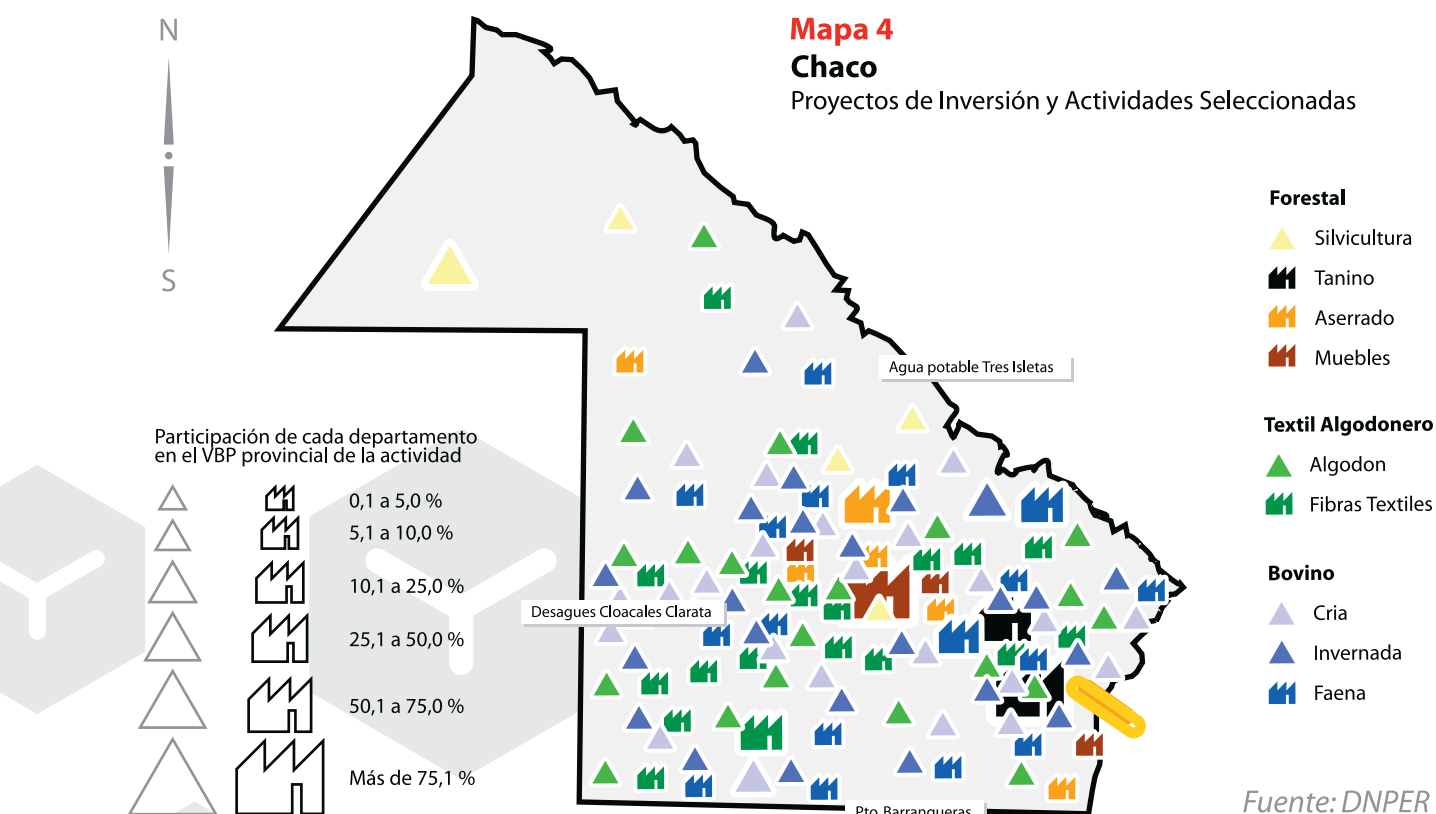 N
S
Mapa 4
Chaco
Proyectos de Inversión y Actividades Seleccionadas
Forestal
Silvicultura
Tanino
Aserrado
Muebles
Textil Algodonero
Algodon
Fibras Textiles
Bovino
Cria
Invernada
Faena
Agua potable Tres Isletas
Desagues Cloacales Clarata
Pto. Barranqueras
Participación de cada departamento
en el VBP provincial de la actividad
0,1 a 5,0 %
5,1 a 10,0 %
10,1 a 25,0 %
25,1 a 50,0 %
50,1 a 75,0 %
Más de 75,1 %
Fuente: DNPER